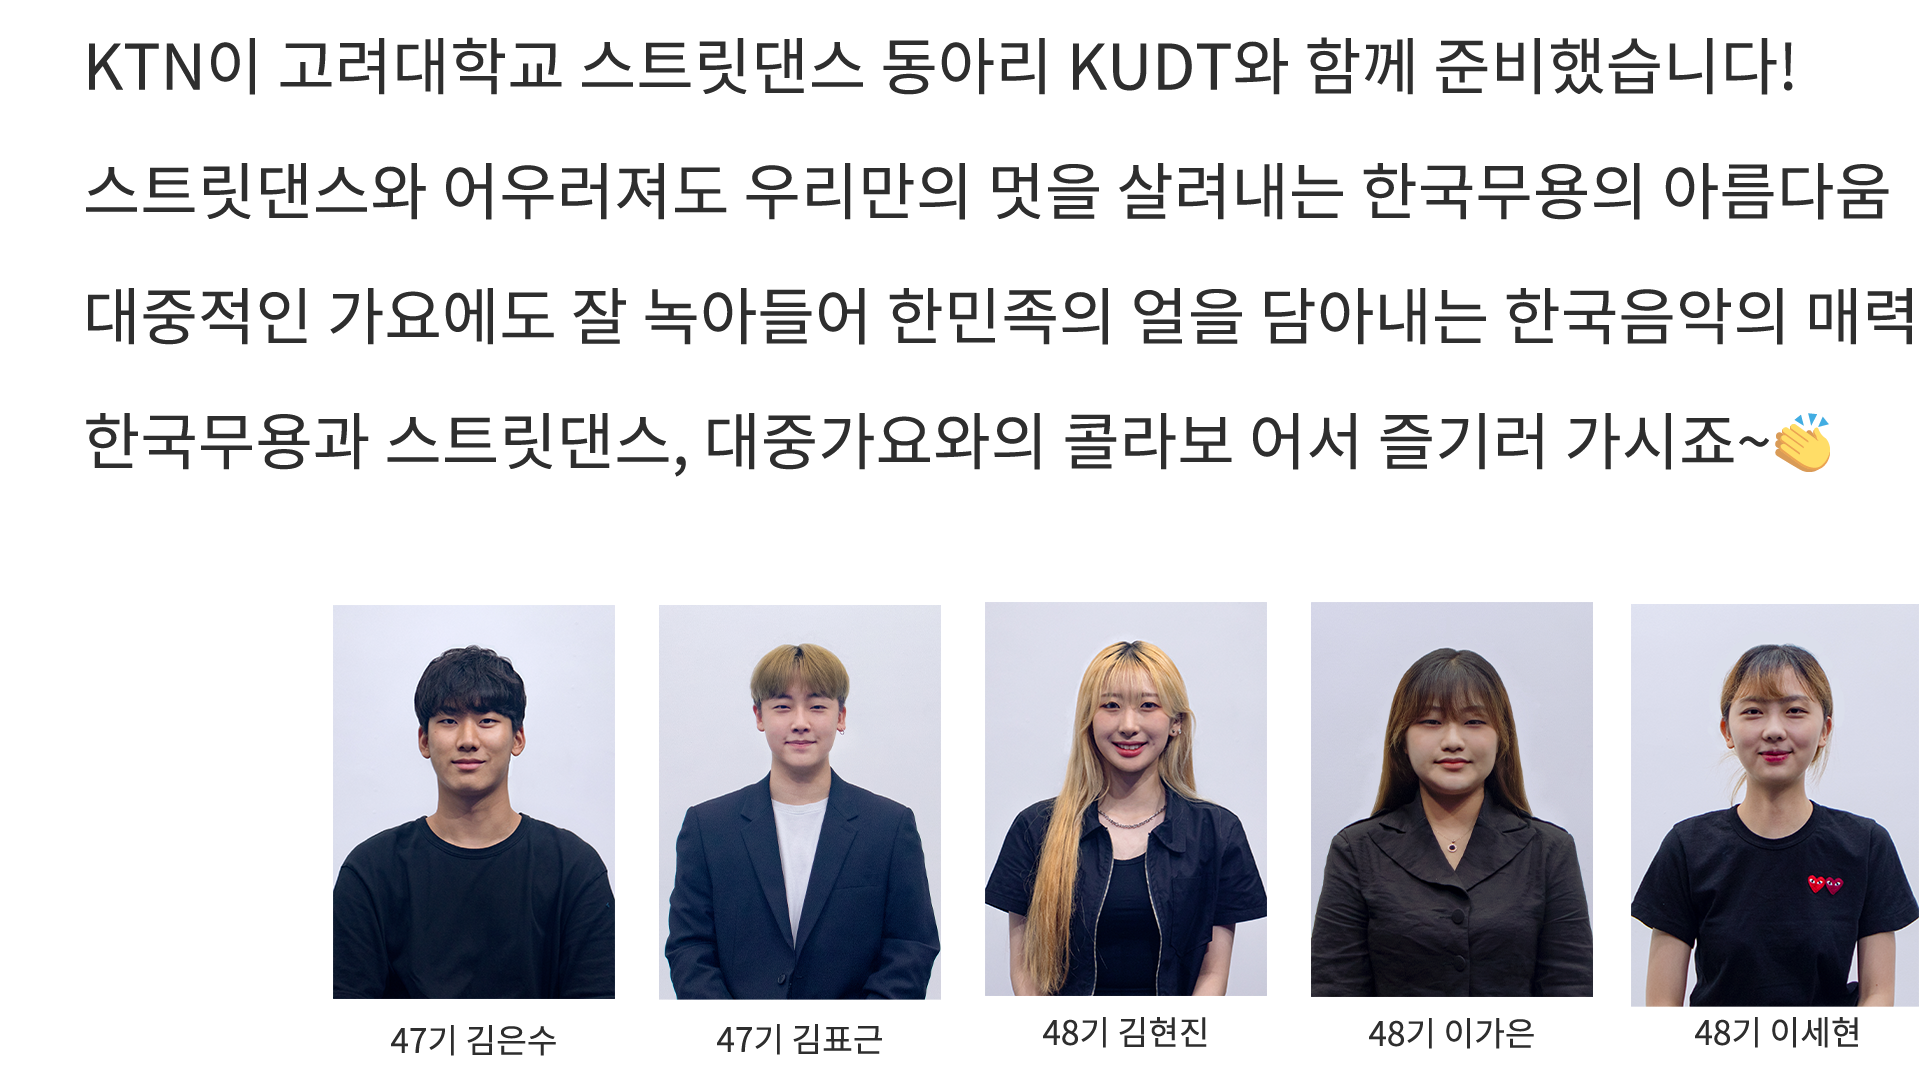 KTN이 고려대학교 스트릿댄스 동아리 KUDT와 함께 준비했습니다!
스트릿댄스와 어우러져도 우리만의 멋을 살려내는 한국무용의 아름다움
대중적인 가요에도 잘 녹아들어 한민족의 얼을 담아내는 한국음악의 매력
한국무용과 스트릿댄스, 대중가요와의 콜라보 어서 즐기러 가시죠~👏
47기 김은수
47기 김표근
48기 김현진
48기 이가은
48기 이세현